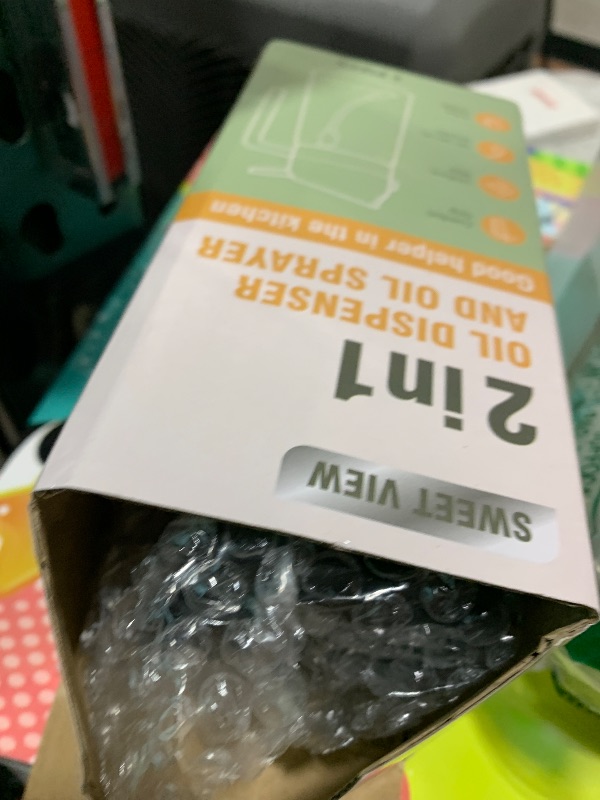 SWEET VIEW
2 in 1
OIL DISPENSER
AND OIL SPRAYER
Good helper in the kitchen